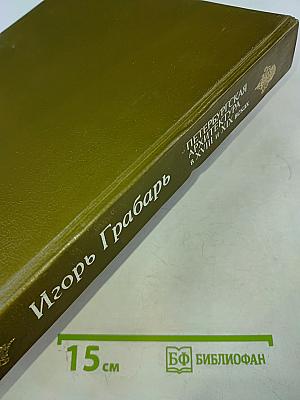 Игорь Грабарь
ПЕТЕРБУРГСКАЯ
АРХИТЕКТУРА
в XVIII и XIX веках
15 см
БФ БИБЛИОФАН